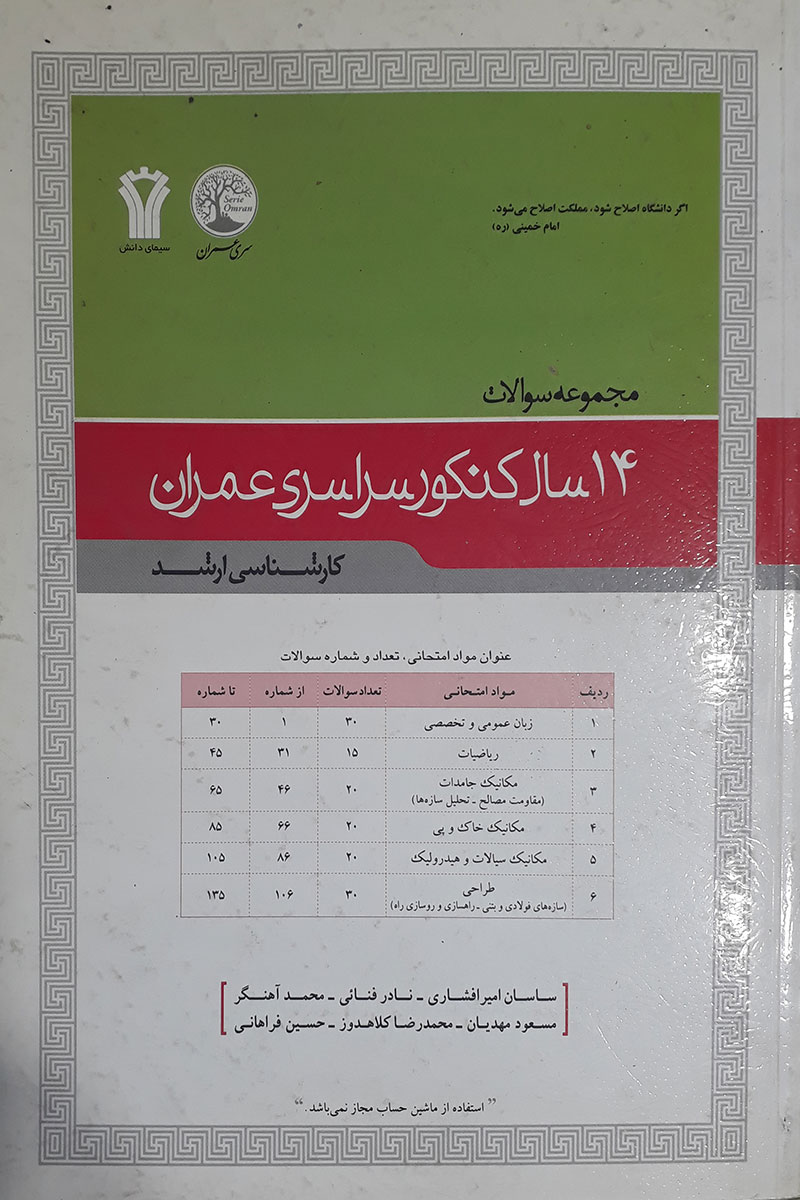 اگر دانشگاه اصلاح شود، مملکت اصلاح می‌شود.
امام خمینی (ره)
Serie
Omran
سری عمران
سیمای دانش
مجموعه سوالات
۱۴ سال کنکور سراسری عمران
کارشناسی ارشد
عنوان مواد امتحانی، تعداد و شماره سوالات
ردیف مواد امتحانی تعداد سوالات از شماره تا شماره
۱ زبان عمومی و تخصصی ۳۰ ۱ ۳۰
۲ ریاضیات ۱۵ ۳۱ ۴۵
۳ مکانیک جامدات ۲۰ ۴۶ ۶۵
(مقاومت مصالح - تحلیل سازه‌ها)
۴ مکانیک خاک و پی ۲۰ ۶۶ ۸۵
۵ مکانیک سیالات و هیدرولیک ۲۰ ۸۶ ۱۰۵
۶ طراحی ۳۰ ۱۰۶ ۱۳۵
(سازه‌های فولادی و بتنی - راهسازی و روسازی راه)
ساسان امیرافشاری - نادر فنائی - محمد آهنگر
مسعود مهدیان - محمدرضا کلاهدوز - حسین فراهانی
" استفاده از ماشین حساب مجاز نمی‌باشد. "